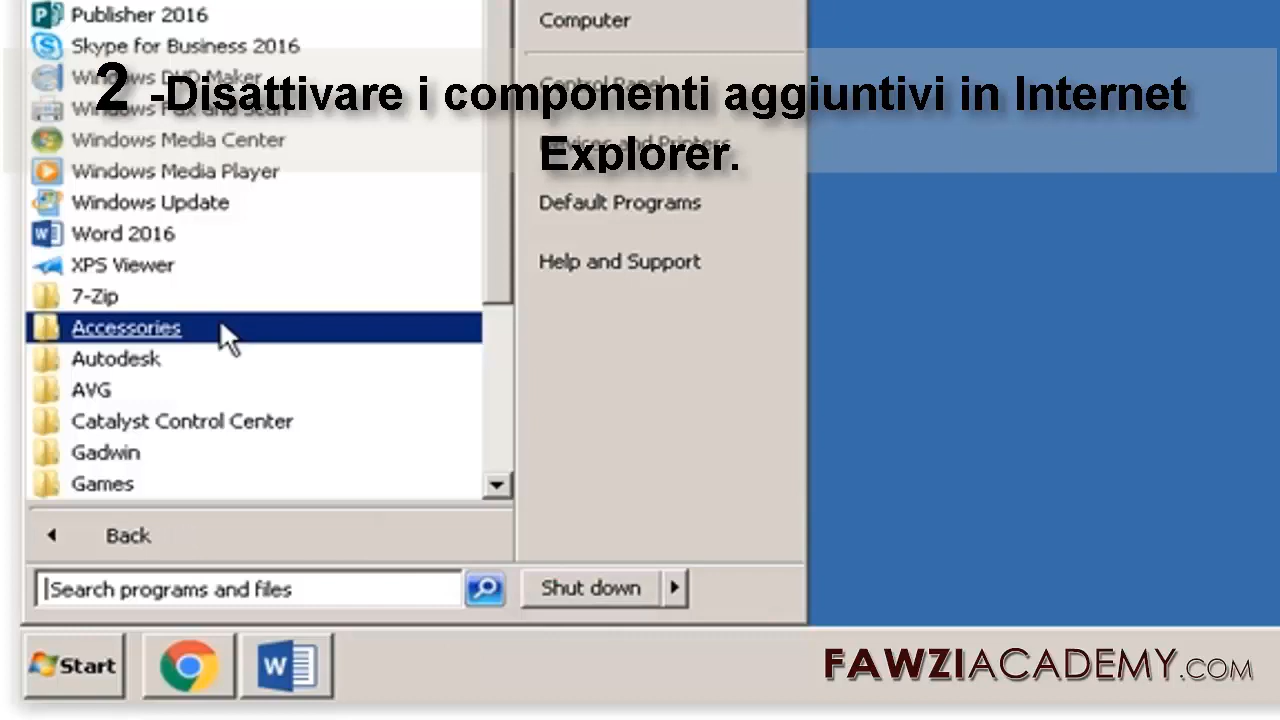 Publisher 2016
Skype for Business 2016
Windows DVD Maker
Windows Fax and Scan
Windows Media Center
Windows Media Player
Windows Update
Word 2016
XPS Viewer
7-Zip
Accessories
Autodesk
AVG
Catalyst Control Center
Gadwin
Games
Back
Search programs and files
Computer
Control Panel
Devices and Printers
Default Programs
Help and Support
Shut down
2 -Disattivare i componenti aggiuntivi in Internet
Explorer.
Start
FAWZIACADEMY.COM